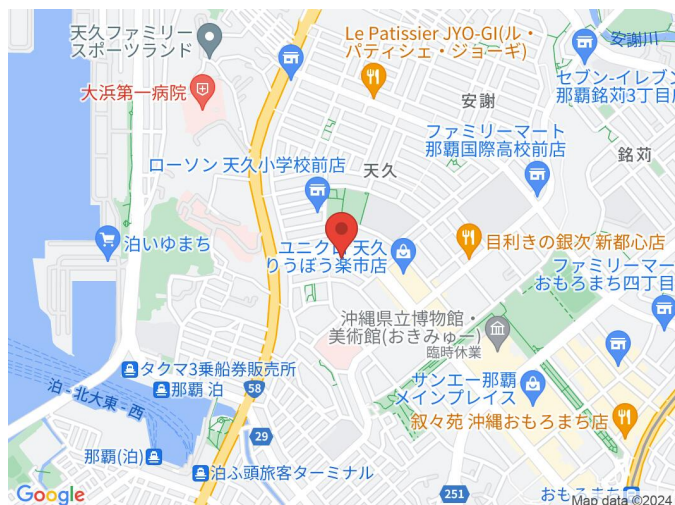 天久ファミリー
スポーツランド
Le Patissier JYO-GI(ル・
パティシェ・ジョーギ)
安謝川
セブン-イレブン
那覇銘苅3丁目
大浜第一病院
安謝
ファミリーマート
那覇国際高校前店
銘苅
ローソン 天久小学校前店
天久
泊いゆまち
ユニクロ 天久
りうぼう楽市店
目利きの銀次 新都心店
ファミリーマー
おもろまち四丁目
沖縄県立博物館・
美術館(おきみゅー)
臨時休業
タクマ3乗船券販売所
那覇 泊
泊-北大東-西
58
サンエー那覇
メインプレイス
叙々苑 沖縄おもろまち店
29
那覇(泊)
泊ふ頭旅客ターミナル
251
おもろまち
Google
Map data ©2024